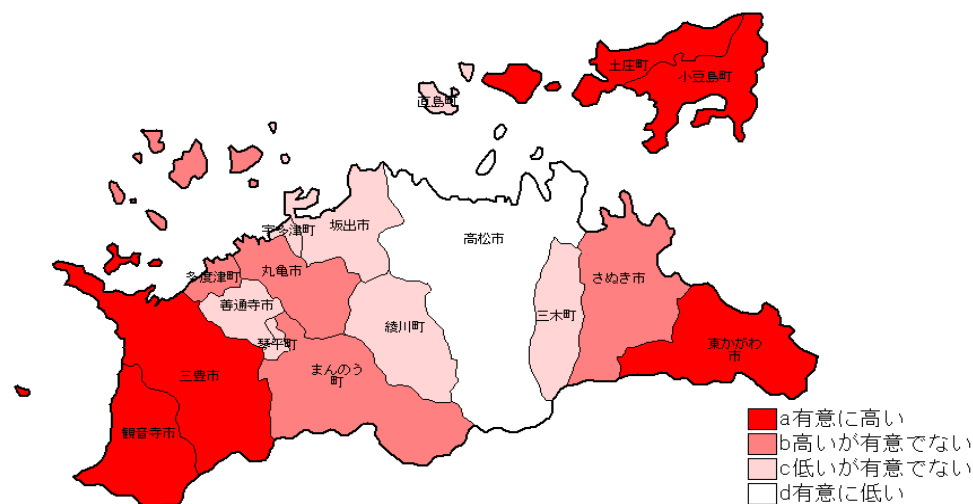 土庄町
小豆島町
直島町
坂出市
宇多津町
高松市
丸亀市
多度津町
さぬき市
善通寺市
三木町
綾川町
琴平町
東かがわ
市
まんのう
町
三豊市
観音寺市
a有意に高い
b高いが有意でない
c低いが有意でない
d有意に低い